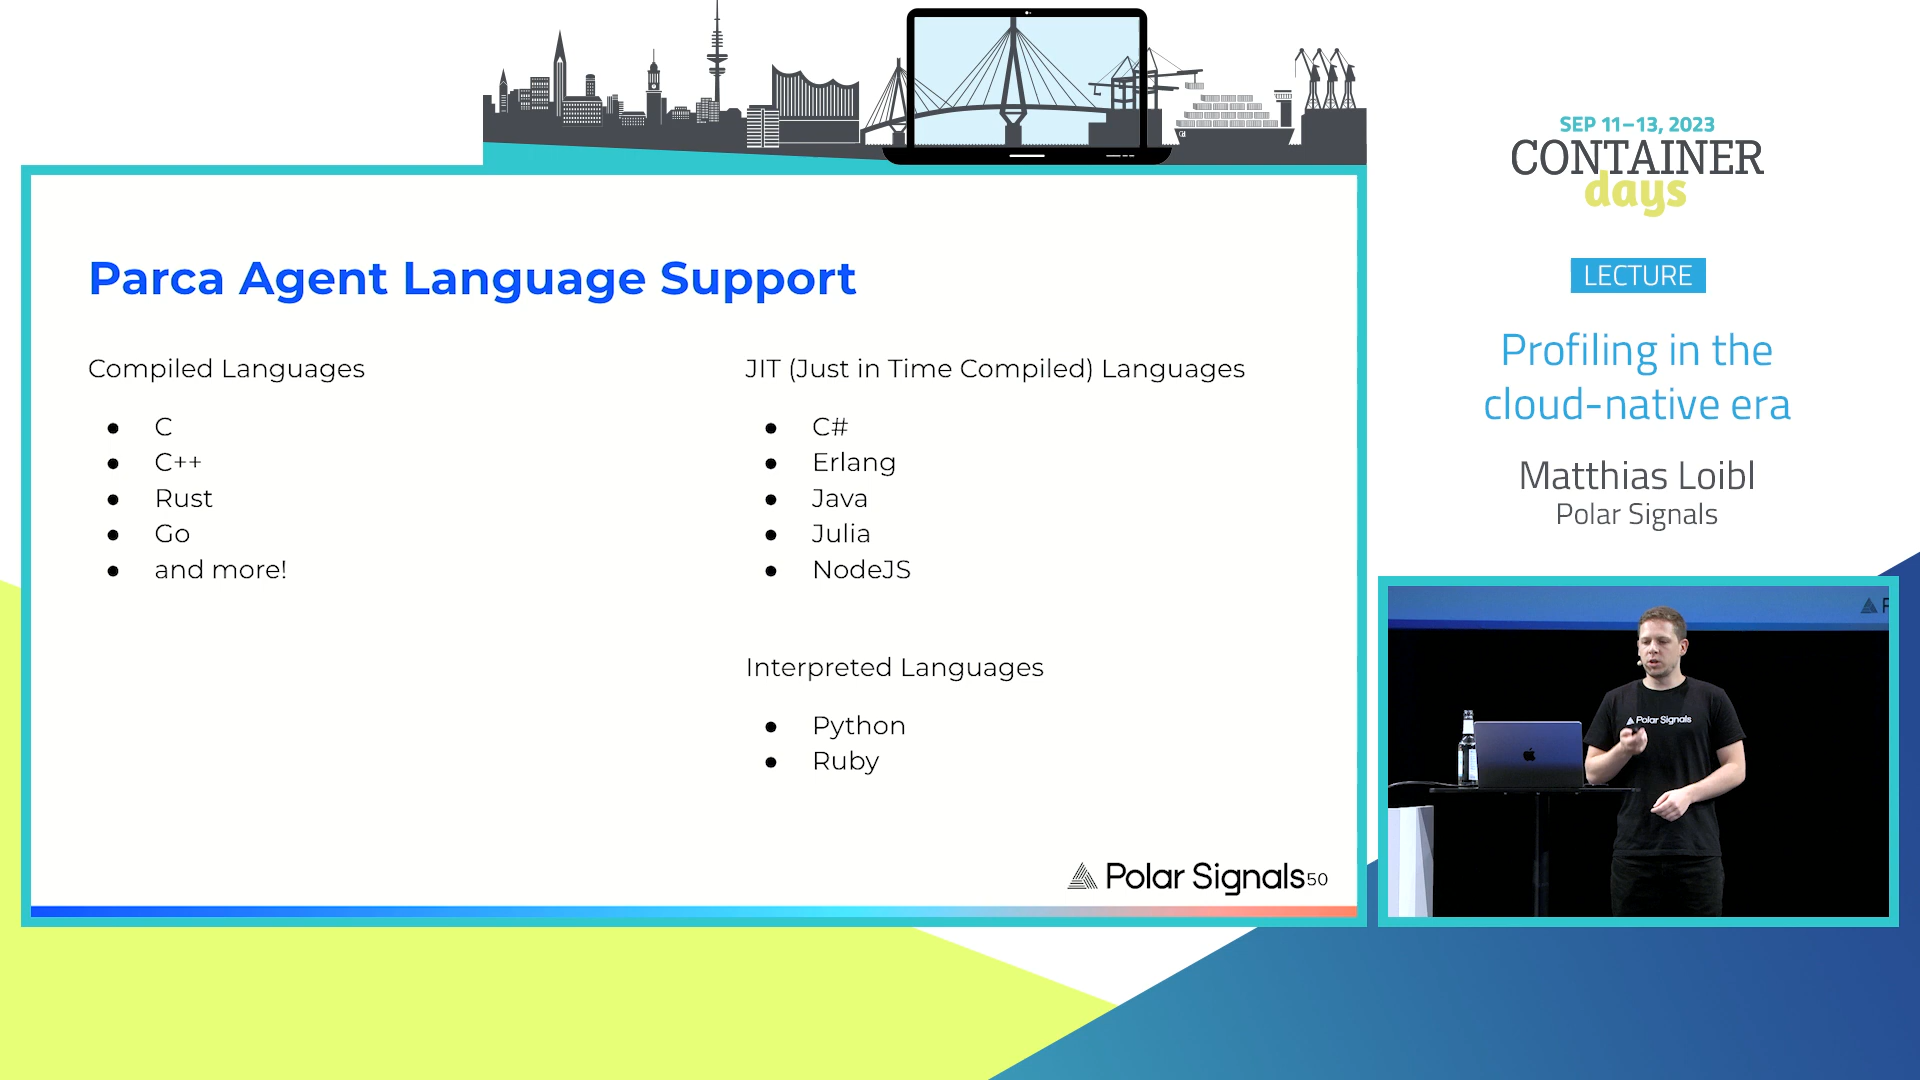 SEP 11–13, 2023
CONTAINER
days
LECTURE
Profiling in the
cloud-native era
Matthias Loibl
Polar Signals
Parca Agent Language Support
Compiled Languages
C
C++
Rust
Go
and more!
JIT (Just in Time Compiled) Languages
C#
Erlang
Java
Julia
NodeJS
Interpreted Languages
Python
Ruby
Polar Signals
50
Polar Signals